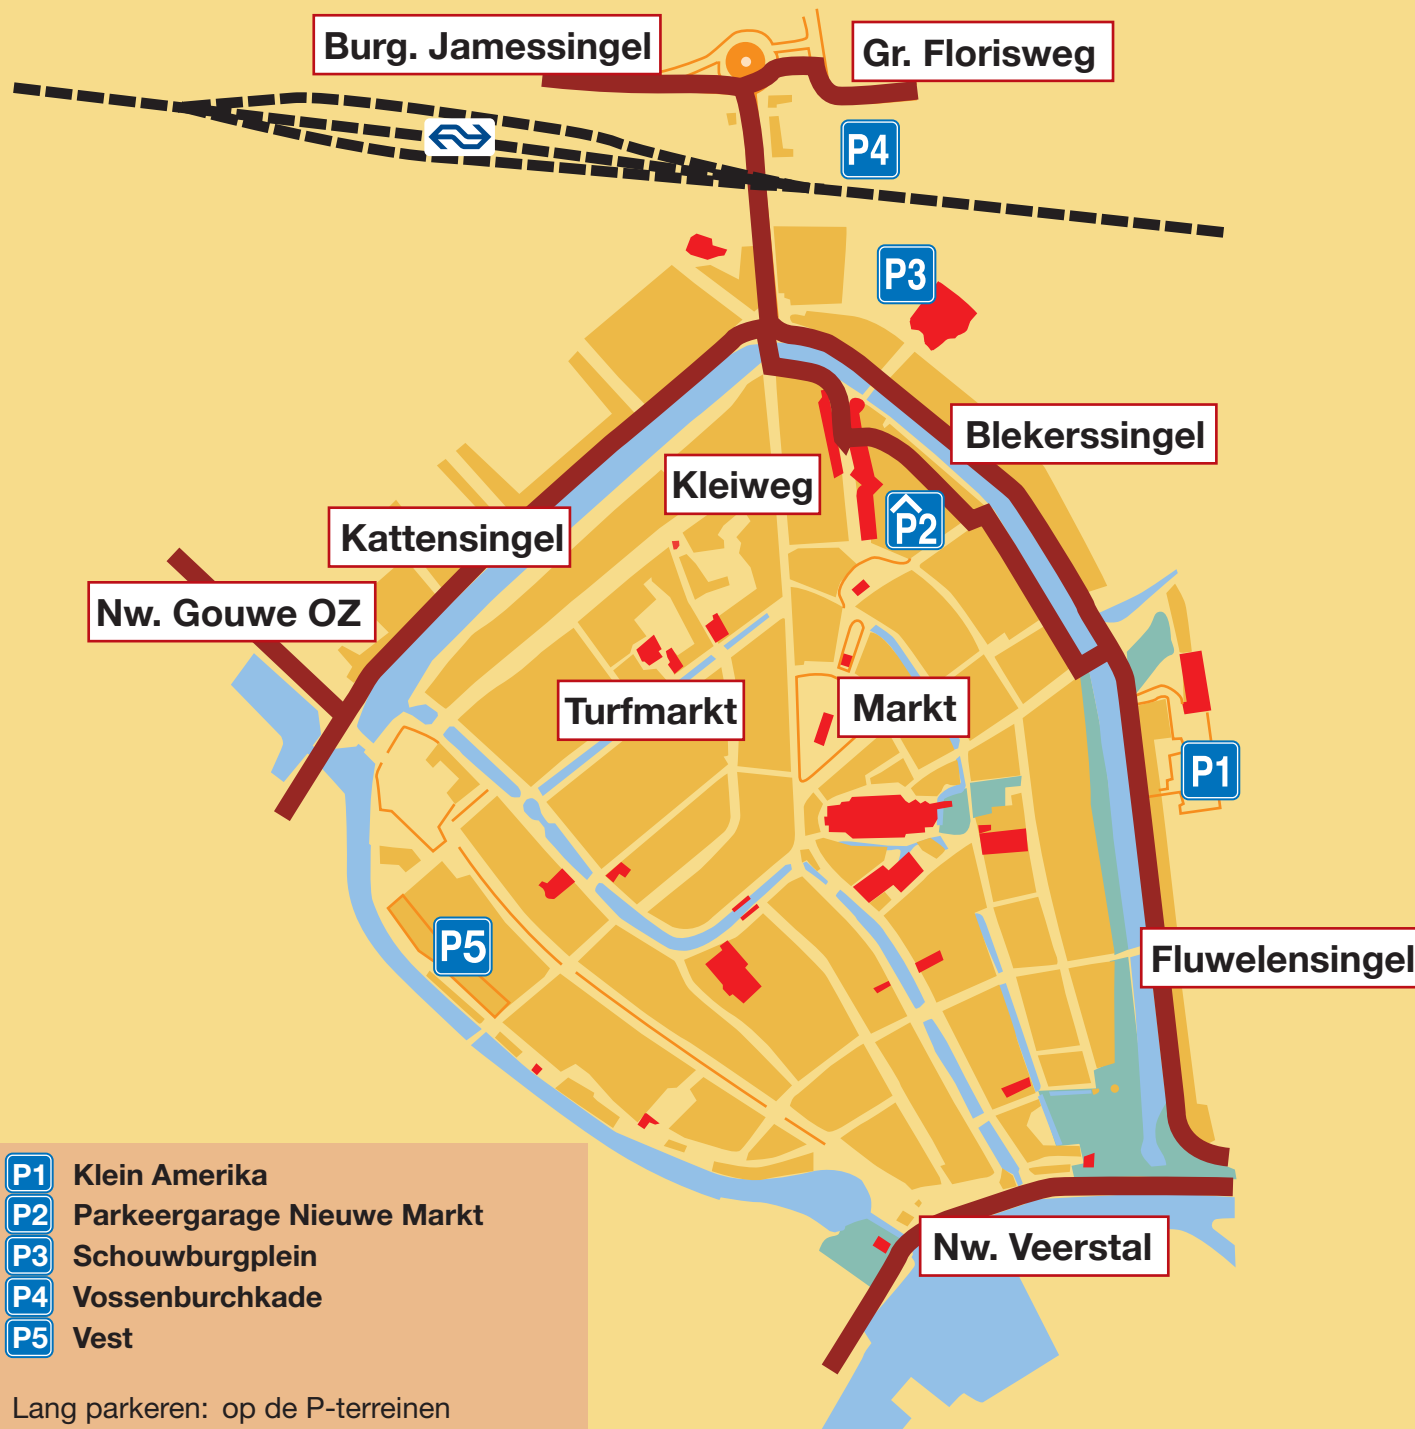 Burg. Jamessingel
Gr. Florisweg
P4
P3
Blekerssingel
Kleiweg
P2
Kattensingel
Nw. Gouwe OZ
Turfmarkt
Markt
P1
P5
Fluwelensingel
Nw. Veerstal
P1 Klein Amerika
P2 Parkeergarage Nieuwe Markt
P3 Schouwburgplein
P4 Vossenburchkade
P5 Vest
Lang parkeren: op de P-terreinen